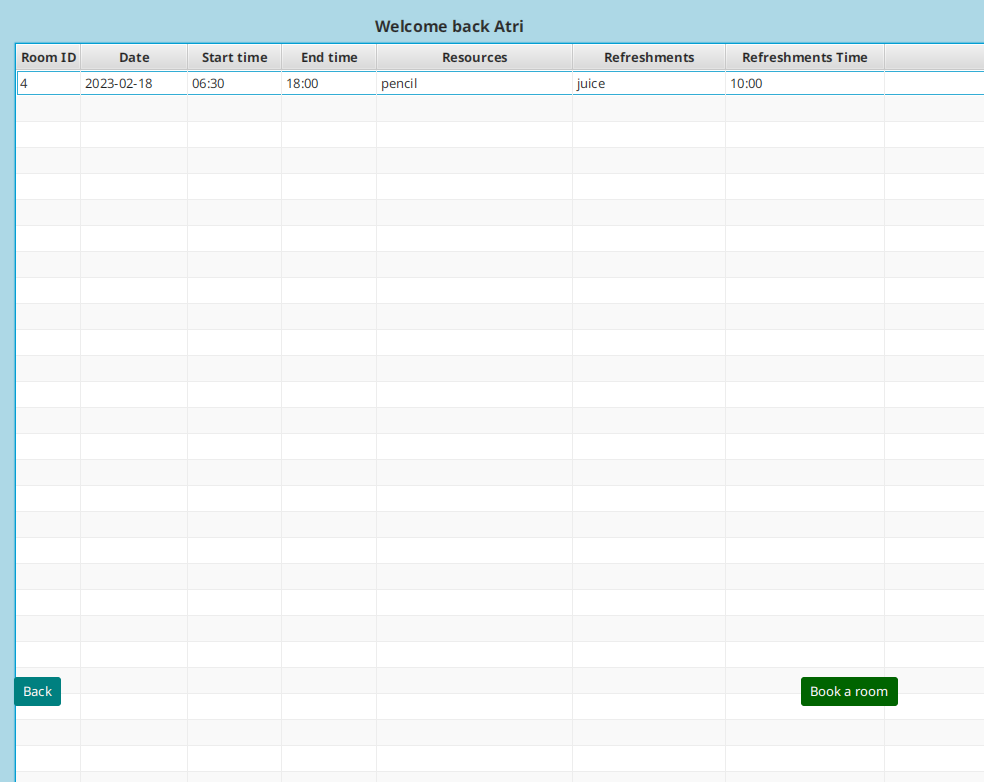 Welcome back Atri
Room ID Date Start time End time Resources Refreshments Refreshments Time
4 2023-02-18 06:30 18:00 pencil juice 10:00
Back Book a room